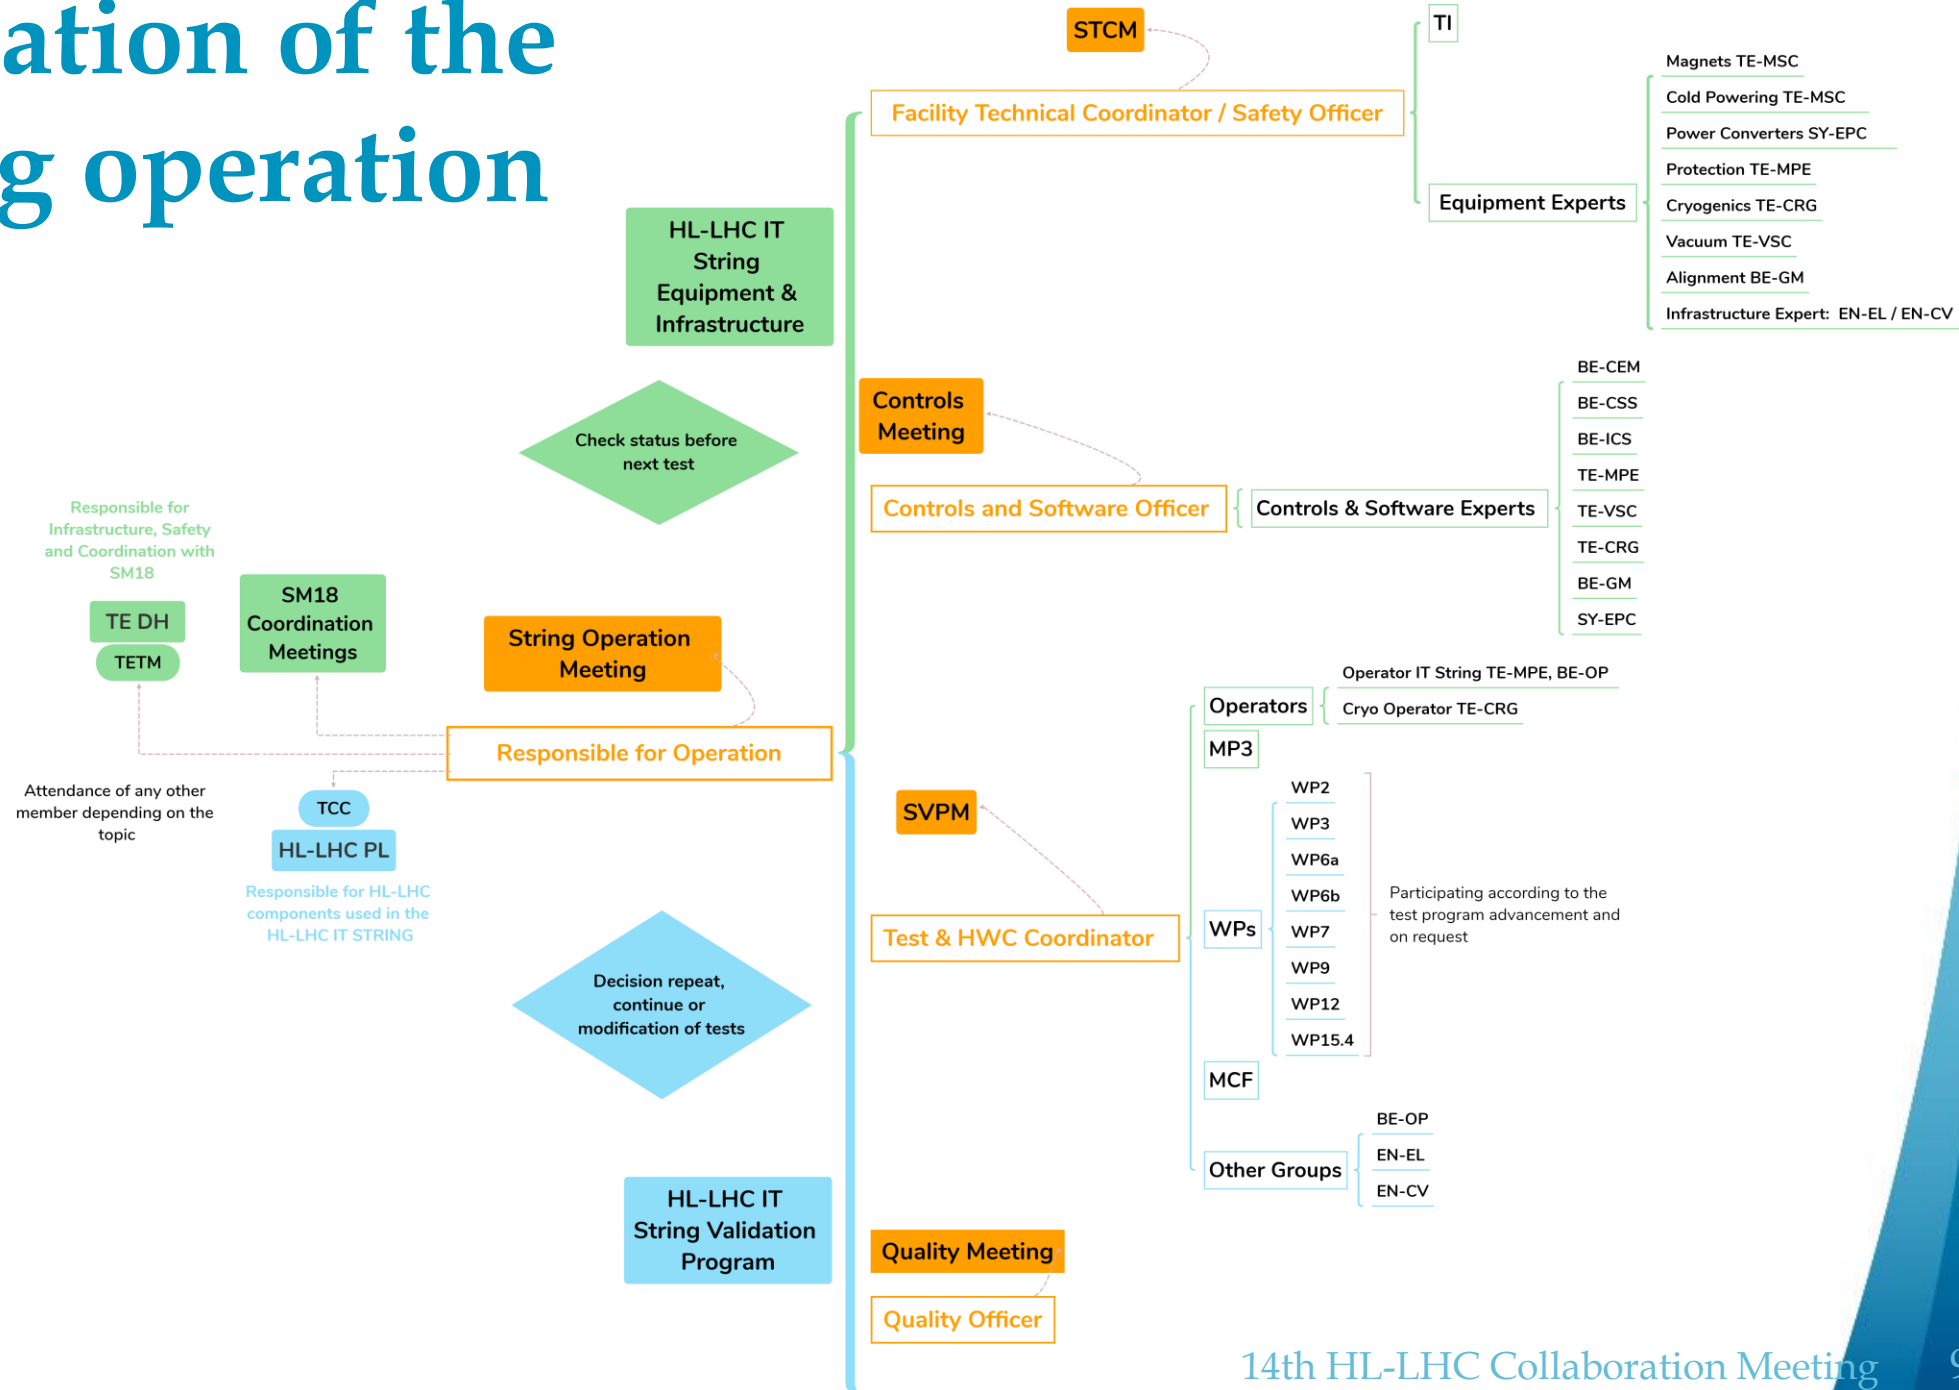 ation of the
g operation
STCM
TI
Facility Technical Coordinator / Safety Officer
Equipment Experts
Magnets TE-MSC
Cold Powering TE-MSC
Power Converters SY-EPC
Protection TE-MPE
Cryogenics TE-CRG
Vacuum TE-VSC
Alignment BE-GM
Infrastructure Expert: EN-EL / EN-CV
HL-LHC IT
String
Equipment &
Infrastructure
Check status before
next test
Controls
Meeting
Controls and Software Officer
Controls & Software Experts
BE-CEM
BE-CSS
BE-ICS
TE-MPE
TE-VSC
TE-CRG
BE-GM
SY-EPC
Responsible for
Infrastructure, Safety
and Coordination with
SM18
TE DH
TETM
SM18
Coordination
Meetings
String Operation
Meeting
Responsible for Operation
Attendance of any other
member depending on the
topic
TCC
HL-LHC PL
Responsible for HL-LHC
components used in the
HL-LHC IT STRING
Decision repeat,
continue or
modification of tests
HL-LHC IT
String Validation
Program
SVPM
Test & HWC Coordinator
Operators
Operator IT String TE-MPE, BE-OP
Cryo Operator TE-CRG
MP3
WPs
WP2
WP3
WP6a
WP6b
WP7
WP9
WP12
WP15.4
Participating according to the
test program advancement and
on request
MCF
Other Groups
BE-OP
EN-EL
EN-CV
Quality Meeting
Quality Officer
14th HL-LHC Collaboration Meeting